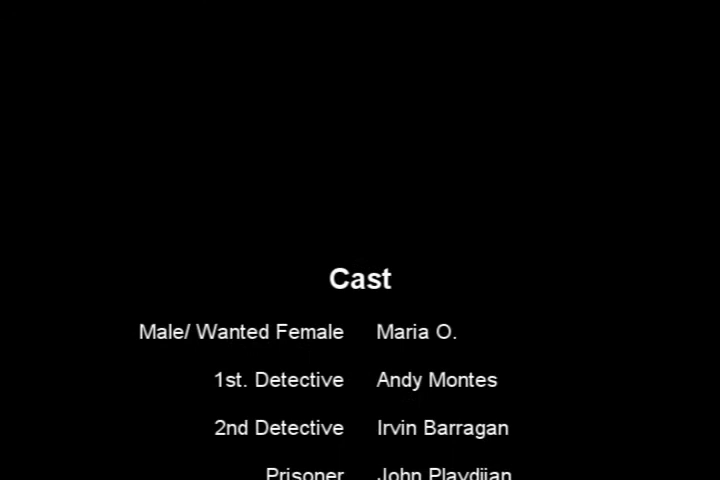 Cast
Male/ Wanted Female Maria O.
1st. Detective Andy Montes
2nd Detective Irvin Barragan
Prisoner John